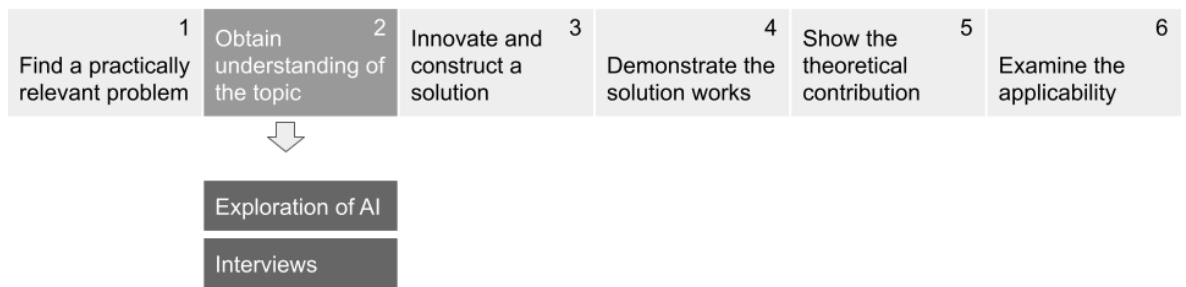 1
Find a practically
relevant problem
2
Obtain
understanding of
the topic
3
Innovate and
construct a
solution
4
Demonstrate the
solution works
5
Show the
theoretical
contribution
6
Examine the
applicability
Exploration of AI
Interviews